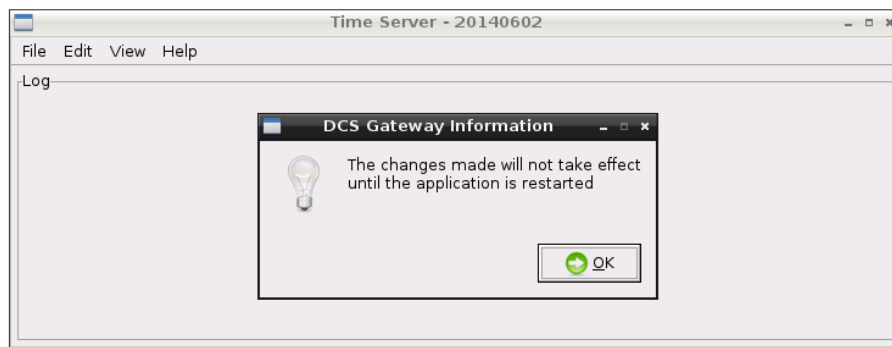 Time Server - 20140602
File Edit View Help
Log
DCS Gateway Information
The changes made will not take effect
until the application is restarted
OK